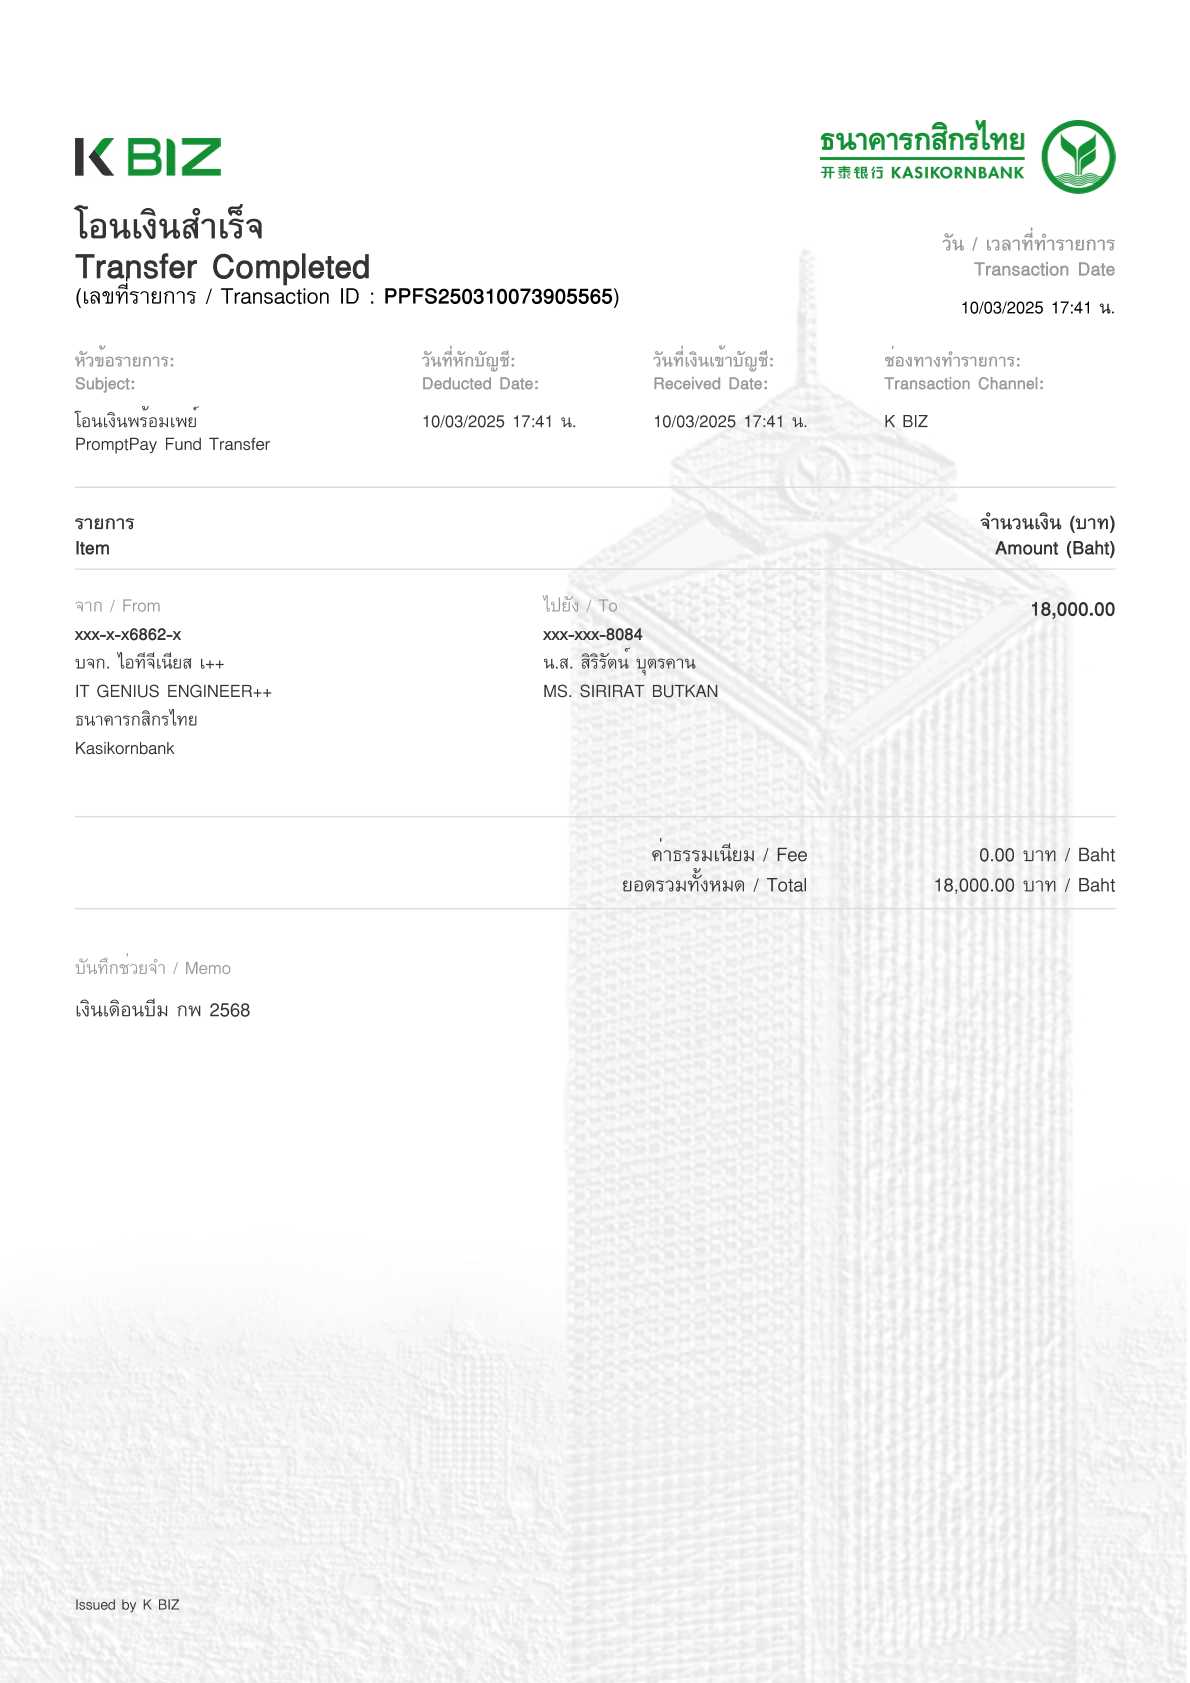 K BIZ
ธนาคารกสิกรไทย
开泰银行 KASIKORNBANK
โอนเงินสำเร็จ
Transfer Completed
(เลขที่รายการ / Transaction ID : PPFS250310073905565)
วัน / เวลาที่ทำรายการ
Transaction Date
10/03/2025 17:41 น.
หัวข้อรายการ: วันที่หักบัญชี: วันที่เงินเข้าบัญชี: ช่องทางทำรายการ:
Subject: Deducted Date: Received Date: Transaction Channel:
โอนเงินพร้อมเพย์ 10/03/2025 17:41 น. 10/03/2025 17:41 น. K BIZ
PromptPay Fund Transfer
รายการ จำนวนเงิน (บาท)
Item Amount (Baht)
จาก / From ไปยัง / To 18,000.00
xxx-x-x6862-x xxx-xxx-8084
บจก. ไอทีจีเนียส เ++ น.ส. สิริรัตน์ บุตรคาน
IT GENIUS ENGINEER++ MS. SIRIRAT BUTKAN
ธนาคารกสิกรไทย
Kasikornbank
ค่าธรรมเนียม / Fee 0.00 บาท / Baht
ยอดรวมทั้งหมด / Total 18,000.00 บาท / Baht
บันทึกช่วยจำ / Memo
เงินเดือนบีม กพ 2568
Issued by K BIZ